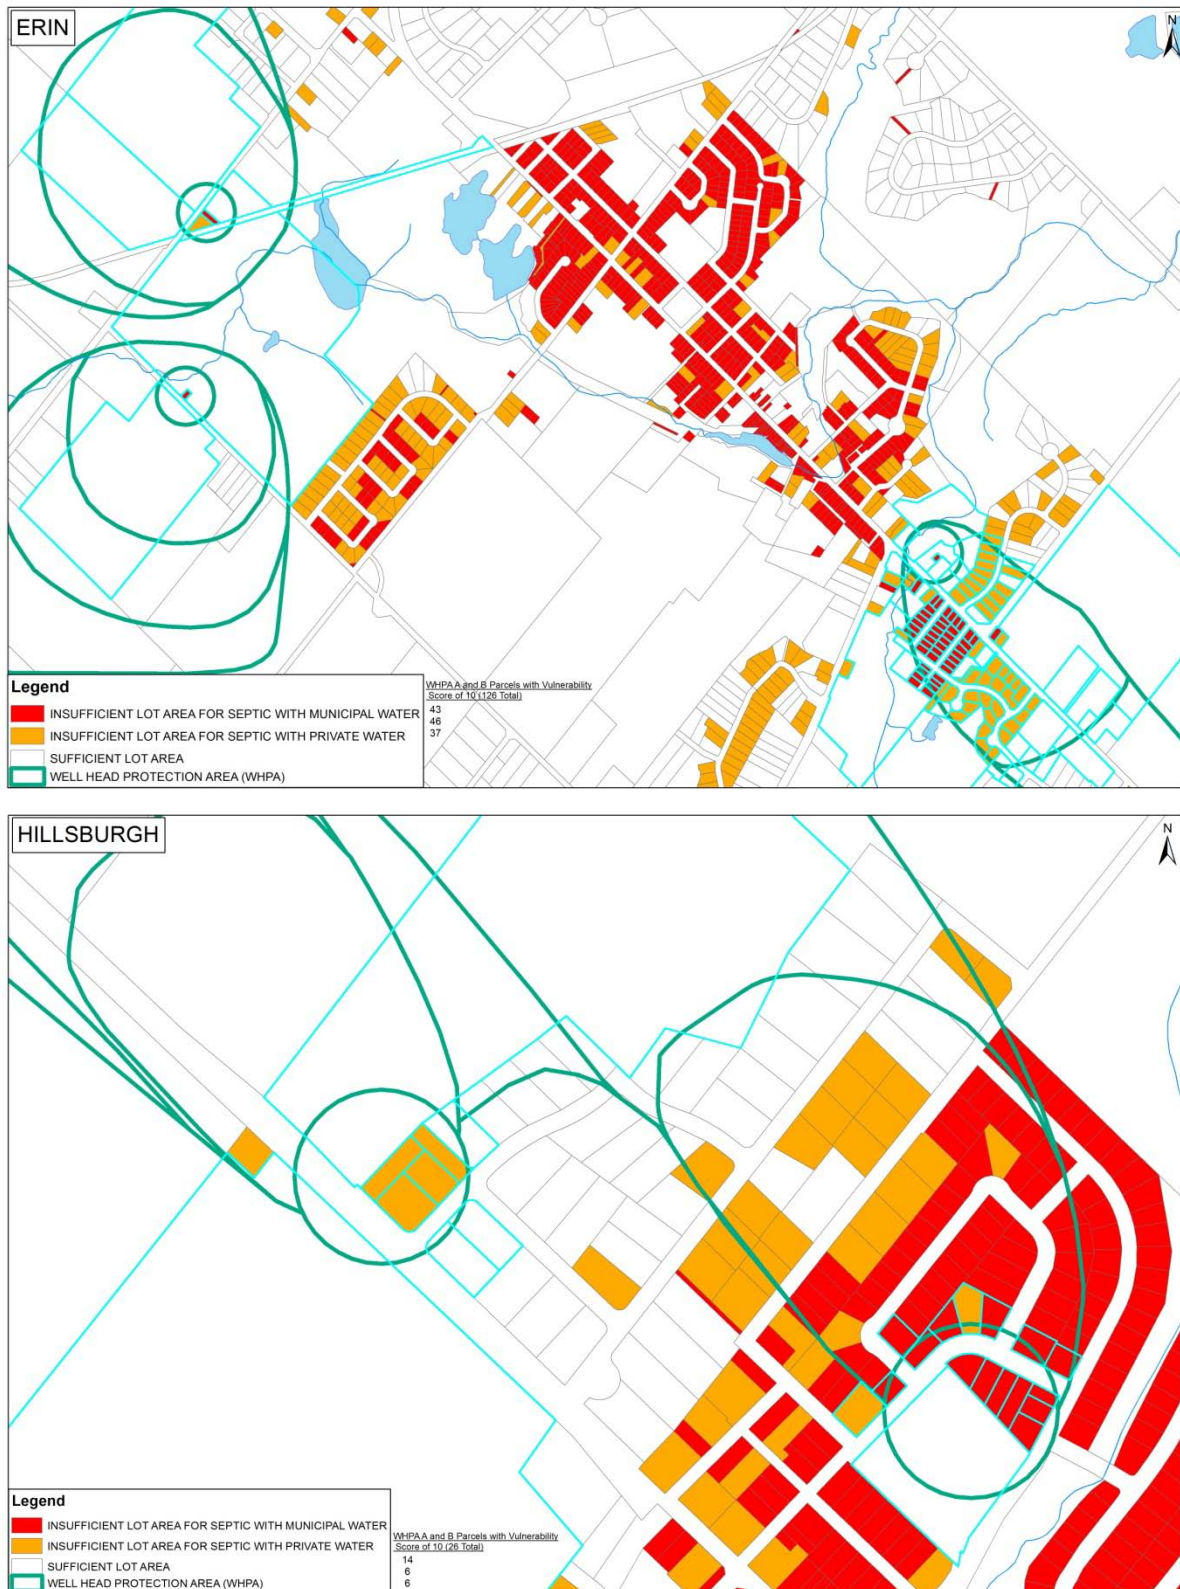 ERIN
N
Legend
INSUFFICIENT LOT AREA FOR SEPTIC WITH MUNICIPAL WATER
INSUFFICIENT LOT AREA FOR SEPTIC WITH PRIVATE WATER
SUFFICIENT LOT AREA
WELL HEAD PROTECTION AREA (WHPA)
WHPA A and B Parcels with Vulnerability
Score of 10 (126 Total)
43
46
37
HILLSBURGH
N
Legend
INSUFFICIENT LOT AREA FOR SEPTIC WITH MUNICIPAL WATER
INSUFFICIENT LOT AREA FOR SEPTIC WITH PRIVATE WATER
SUFFICIENT LOT AREA
WELL HEAD PROTECTION AREA (WHPA)
WHPA A and B Parcels with Vulnerability
Score of 10 (26 Total)
14
6
6